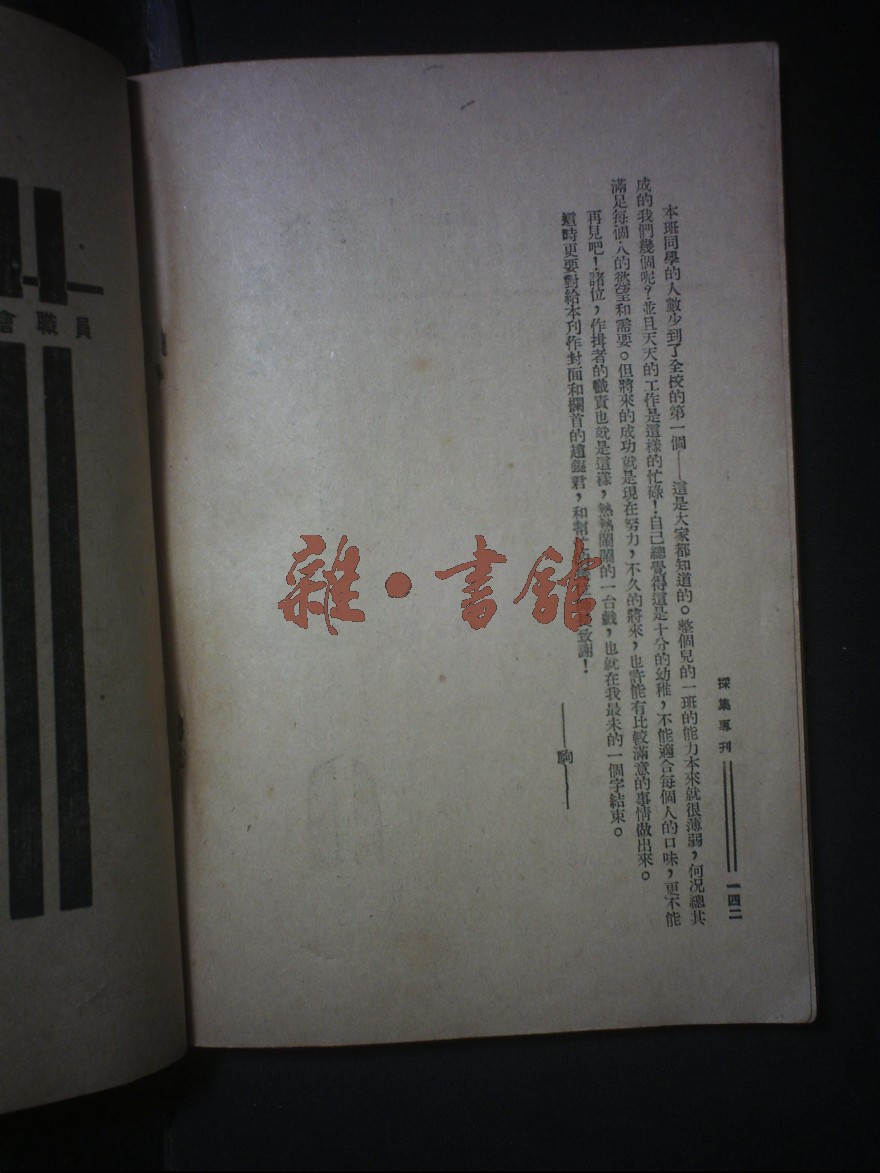 採集專刊
一四二
本班同學的人數少到了全校的第一個——這是大家都知道的。整個兒的一班的能力本來就很薄弱，何況總其
成的我們幾個呢？並且天天的工作是這樣的忙碌！自己總覺得這是十分的幼稚，不能適合每個人的口味，更不能
滿足每個人的慾望和需要。但將來的成功就是現在努力，不久的將來，也許能有比較滿意的事情做出來。
再見吧！諸位，作揖者的職責也就是這樣，熱熱鬧鬧的一台戲，也就在我最末的一個字結束。
這時更要對給本刊作封面和欄首的趙 君，和幫 致謝！
——駒——
會職員
雜·書館